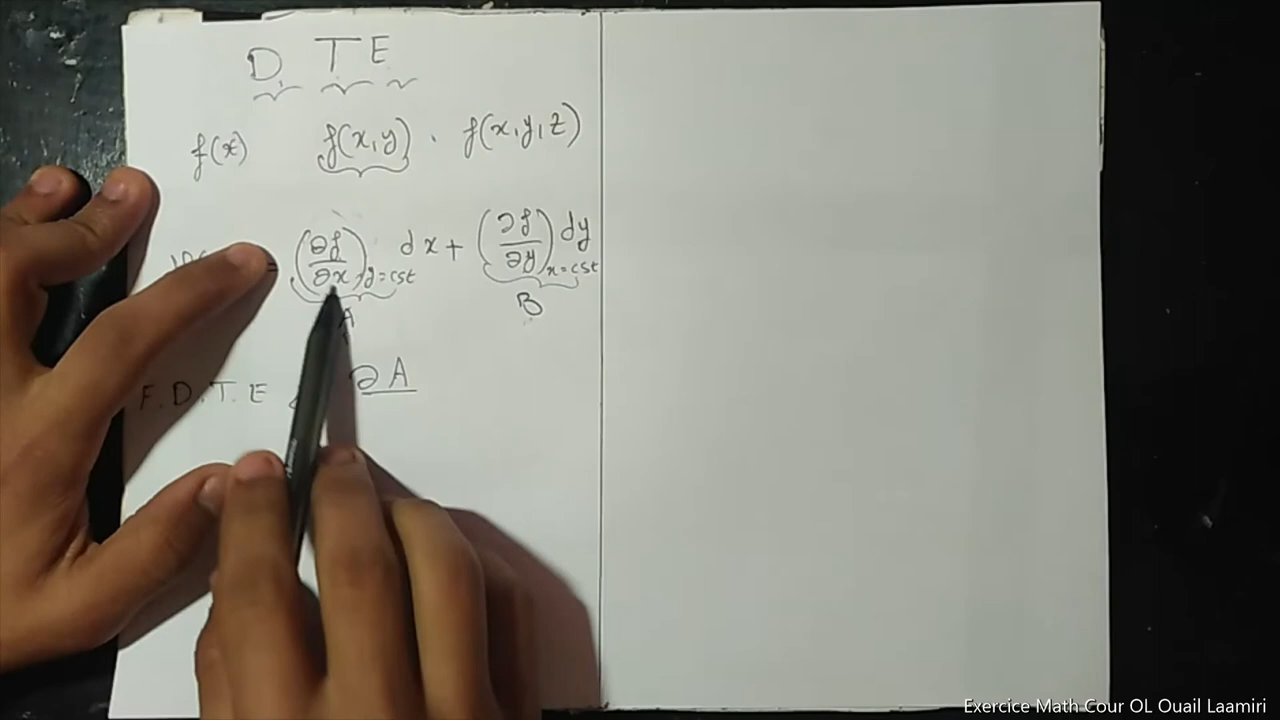 D. T E
f(x) f(x,y) . f(x,y,z)
= (∂f/∂x)y=cst dx + (∂f/∂y)x=cst dy
A B
F.D.T.E ∂A
Exercice Math Cour OL Ouail Laamiri